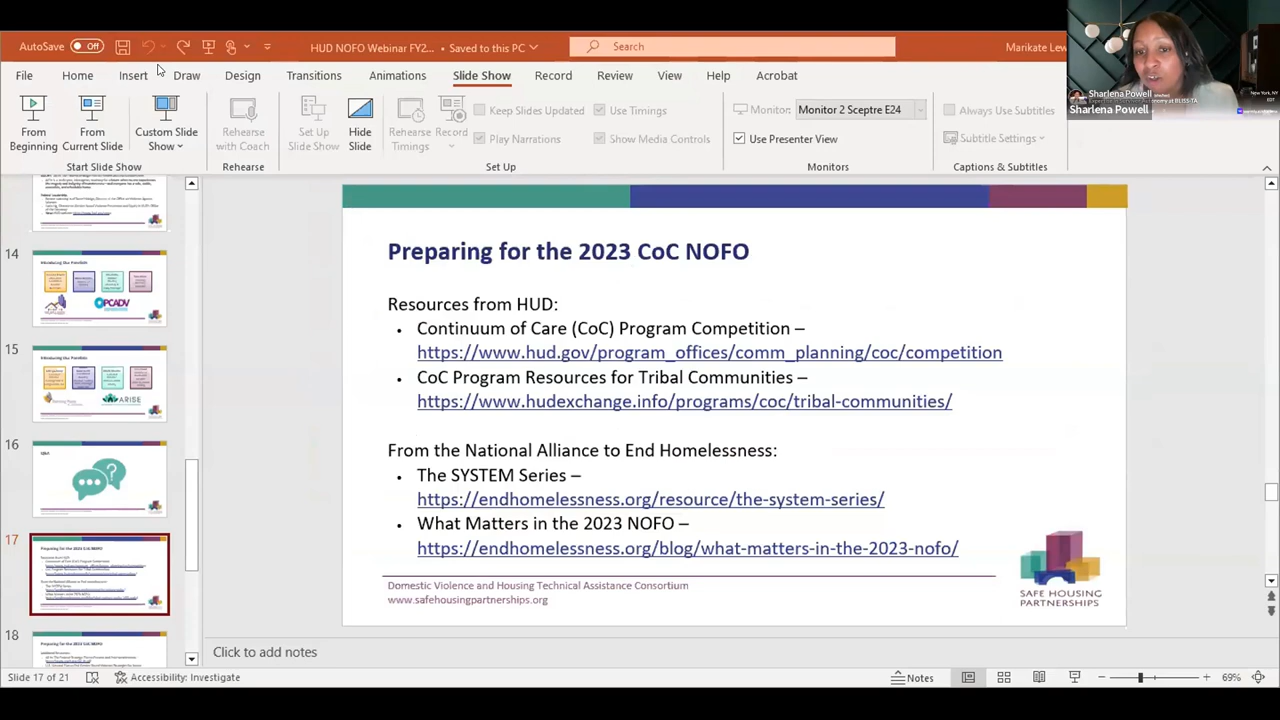 AutoSave Off
HUD NOFO Webinar FY2... • Saved to this PC
Search
Marikate Lew
Sharlena Powell
Sharlena Powell
File Home Insert Draw Design Transitions Animations Slide Show Record Review View Help Acrobat
From Beginning
From Current Slide
Custom Slide Show
Start Slide Show
Rehearse with Coach
Rehearse
Set Up Slide Show
Hide Slide
Rehearse Timings
Record
Keep Slides Updated
Play Narrations
Use Timings
Show Media Controls
Set Up
Monitor: Monitor 2 Sceptre E24
Use Presenter View
Monitors
Always Use Subtitles
Subtitle Settings
Captions & Subtitles
14
15
16
17
18
Preparing for the 2023 CoC NOFO
Resources from HUD:
• Continuum of Care (CoC) Program Competition –
https://www.hud.gov/program_offices/comm_planning/coc/competition
• CoC Program Resources for Tribal Communities –
https://www.hudexchange.info/programs/coc/tribal-communities/
From the National Alliance to End Homelessness:
• The SYSTEM Series –
https://endhomelessness.org/resource/the-system-series/
• What Matters in the 2023 NOFO –
https://endhomelessness.org/blog/what-matters-in-the-2023-nofo/
Domestic Violence and Housing Technical Assistance Consortium
www.safehousingpartnerships.org
SAFE HOUSING
PARTNERSHIPS
Click to add notes
Slide 17 of 21
Accessibility: Investigate
Notes
69%